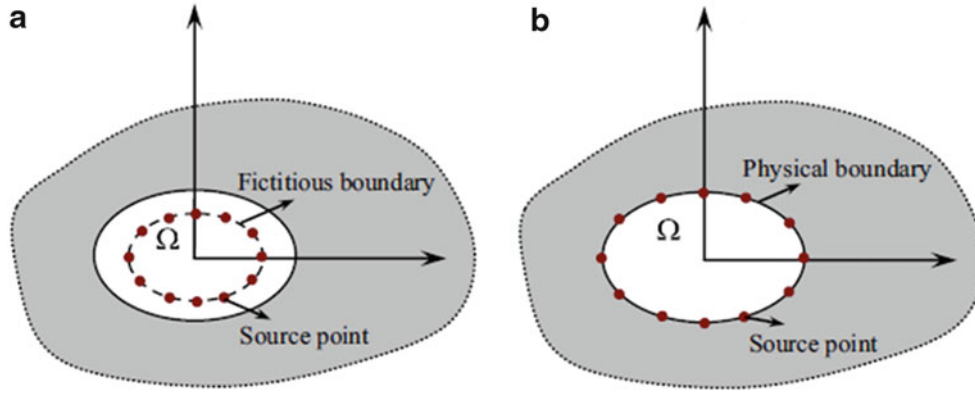 a
Fictitious boundary
Ω
Source point
b
Physical boundary
Ω
Source point